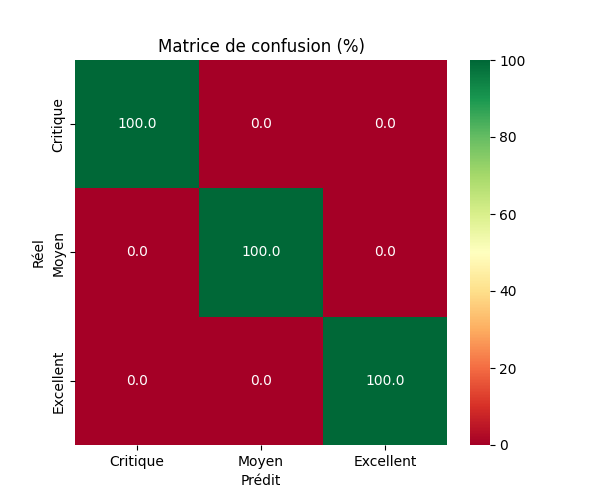 Matrice de confusion (%)
Réel
Critique
Moyen
Excellent
100.0 0.0 0.0
0.0 100.0 0.0
0.0 0.0 100.0
Critique Moyen Excellent
Prédit
100
80
60
40
20
0